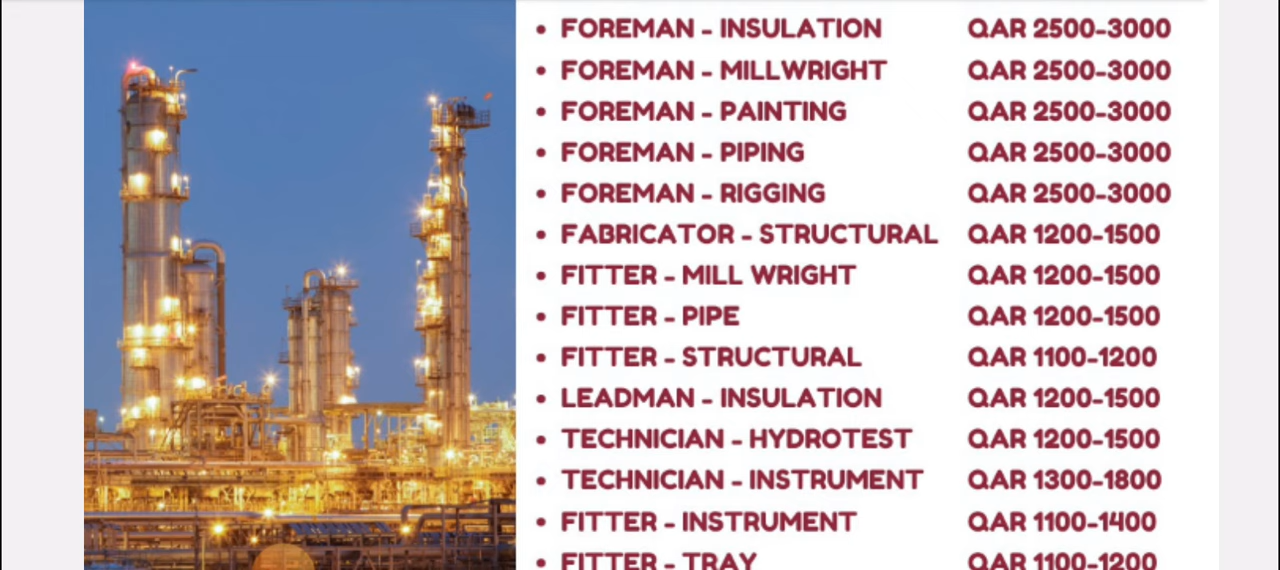 • FOREMAN - INSULATION QAR 2500-3000
• FOREMAN - MILLWRIGHT QAR 2500-3000
• FOREMAN - PAINTING QAR 2500-3000
• FOREMAN - PIPING QAR 2500-3000
• FOREMAN - RIGGING QAR 2500-3000
• FABRICATOR - STRUCTURAL QAR 1200-1500
• FITTER - MILL WRIGHT QAR 1200-1500
• FITTER - PIPE QAR 1200-1500
• FITTER - STRUCTURAL QAR 1100-1200
• LEADMAN - INSULATION QAR 1200-1500
• TECHNICIAN - HYDROTEST QAR 1200-1500
• TECHNICIAN - INSTRUMENT QAR 1300-1800
• FITTER - INSTRUMENT QAR 1100-1400
• FITTER - TRAY QAR 1100-1200